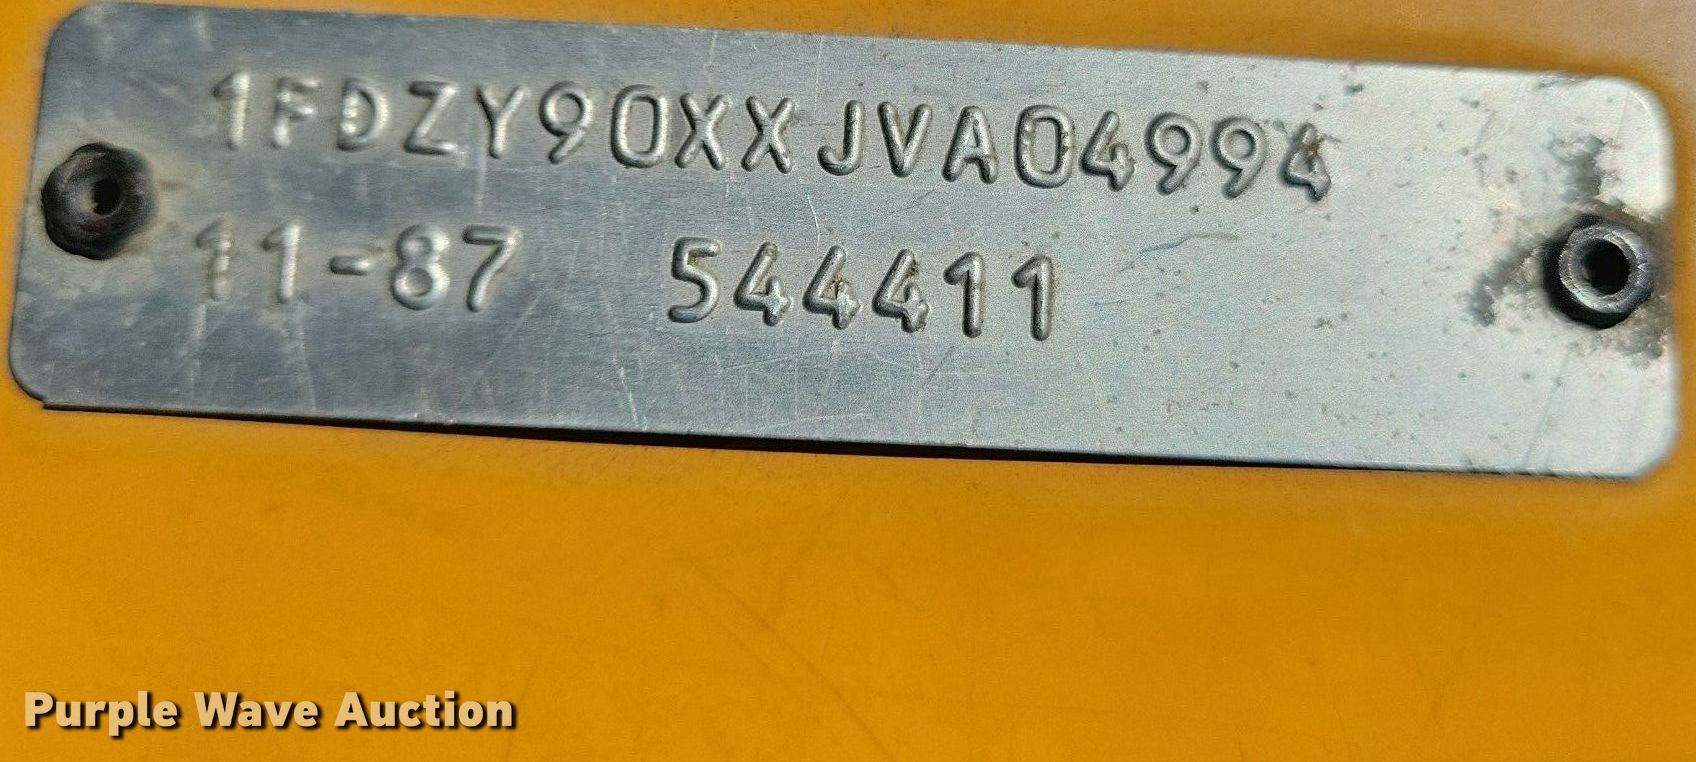 1FDZY90XXJVA04994
11-87 544411
Purple Wave Auction